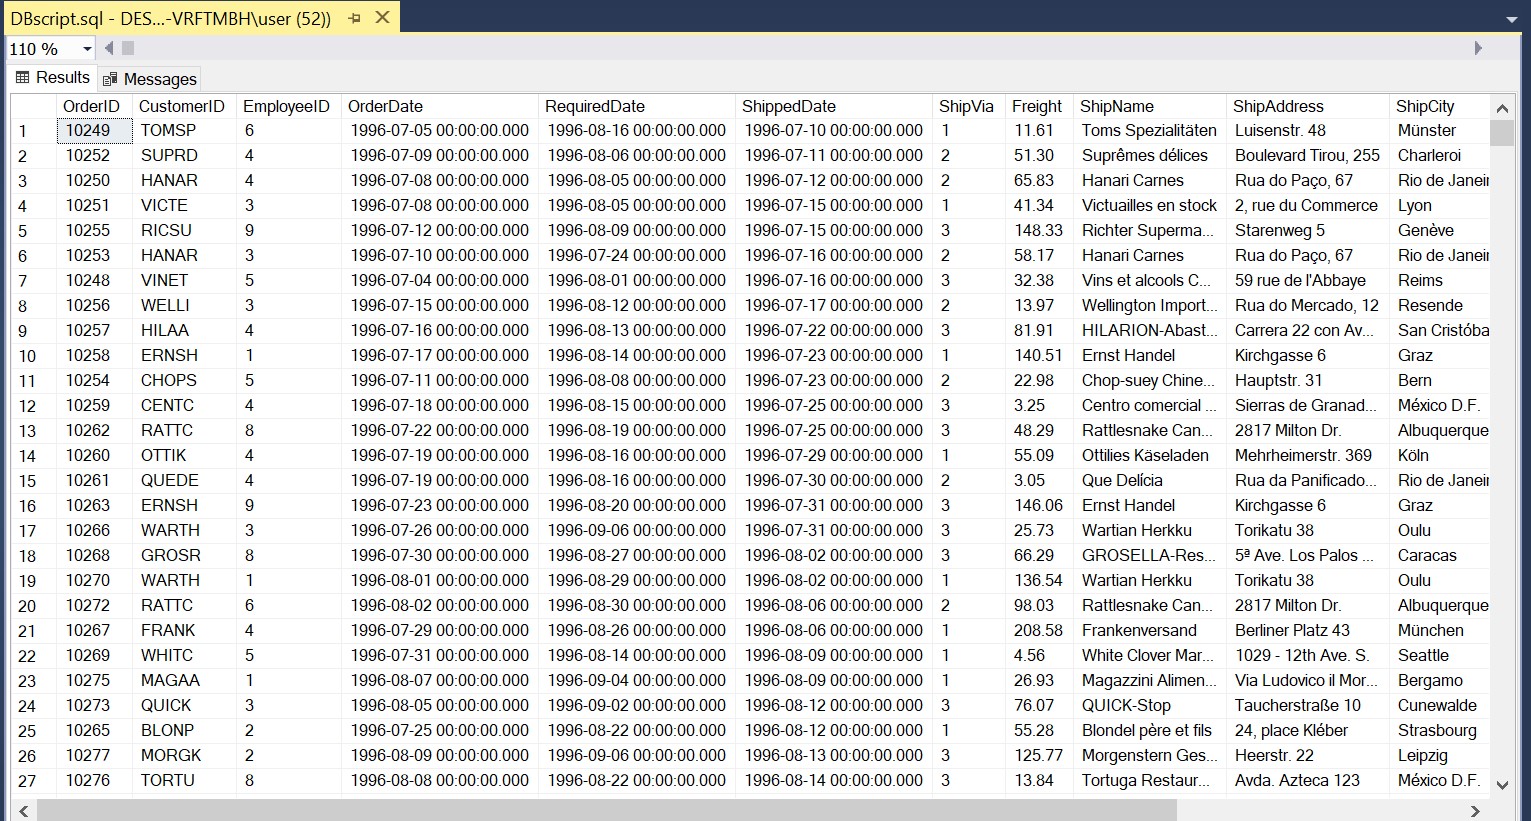 DBscript.sql - DES...-VRFTMBH\user (52))
110 %
Results Messages
OrderID CustomerID EmployeeID OrderDate RequiredDate ShippedDate ShipVia Freight ShipName ShipAddress ShipCity
1 10249 TOMSP 6 1996-07-05 00:00:00.000 1996-08-16 00:00:00.000 1996-07-10 00:00:00.000 1 11.61 Toms Spezialitäten Luisenstr. 48 Münster
2 10252 SUPRD 4 1996-07-09 00:00:00.000 1996-08-06 00:00:00.000 1996-07-11 00:00:00.000 2 51.30 Suprêmes délices Boulevard Tirou, 255 Charleroi
3 10250 HANAR 4 1996-07-08 00:00:00.000 1996-08-05 00:00:00.000 1996-07-12 00:00:00.000 2 65.83 Hanari Carnes Rua do Paço, 67 Rio de Janeir
4 10251 VICTE 3 1996-07-08 00:00:00.000 1996-08-05 00:00:00.000 1996-07-15 00:00:00.000 1 41.34 Victuailles en stock 2, rue du Commerce Lyon
5 10255 RICSU 9 1996-07-12 00:00:00.000 1996-08-09 00:00:00.000 1996-07-15 00:00:00.000 3 148.33 Richter Superma... Starenweg 5 Genève
6 10253 HANAR 3 1996-07-10 00:00:00.000 1996-07-24 00:00:00.000 1996-07-16 00:00:00.000 2 58.17 Hanari Carnes Rua do Paço, 67 Rio de Janeir
7 10248 VINET 5 1996-07-04 00:00:00.000 1996-08-01 00:00:00.000 1996-07-16 00:00:00.000 3 32.38 Vins et alcools C... 59 rue de l'Abbaye Reims
8 10256 WELLI 3 1996-07-15 00:00:00.000 1996-08-12 00:00:00.000 1996-07-17 00:00:00.000 2 13.97 Wellington Import... Rua do Mercado, 12 Resende
9 10257 HILAA 4 1996-07-16 00:00:00.000 1996-08-13 00:00:00.000 1996-07-22 00:00:00.000 3 81.91 HILARION-Abast... Carrera 22 con Av... San Cristóba
10 10258 ERNSH 1 1996-07-17 00:00:00.000 1996-08-14 00:00:00.000 1996-07-23 00:00:00.000 1 140.51 Ernst Handel Kirchgasse 6 Graz
11 10254 CHOPS 5 1996-07-11 00:00:00.000 1996-08-08 00:00:00.000 1996-07-23 00:00:00.000 2 22.98 Chop-suey Chine... Hauptstr. 31 Bern
12 10259 CENTC 4 1996-07-18 00:00:00.000 1996-08-15 00:00:00.000 1996-07-25 00:00:00.000 3 3.25 Centro comercial ... Sierras de Granad... México D.F.
13 10262 RATTC 8 1996-07-22 00:00:00.000 1996-08-19 00:00:00.000 1996-07-25 00:00:00.000 3 48.29 Rattlesnake Can... 2817 Milton Dr. Albuquerque
14 10260 OTTIK 4 1996-07-19 00:00:00.000 1996-08-16 00:00:00.000 1996-07-29 00:00:00.000 1 55.09 Ottilies Käseladen Mehrheimerstr. 369 Köln
15 10261 QUEDE 4 1996-07-19 00:00:00.000 1996-08-16 00:00:00.000 1996-07-30 00:00:00.000 2 3.05 Que Delícia Rua da Panificado... Rio de Janeir
16 10263 ERNSH 9 1996-07-23 00:00:00.000 1996-08-20 00:00:00.000 1996-07-31 00:00:00.000 3 146.06 Ernst Handel Kirchgasse 6 Graz
17 10266 WARTH 3 1996-07-26 00:00:00.000 1996-09-06 00:00:00.000 1996-07-31 00:00:00.000 3 25.73 Wartian Herkku Torikatu 38 Oulu
18 10268 GROSR 8 1996-07-30 00:00:00.000 1996-08-27 00:00:00.000 1996-08-02 00:00:00.000 3 66.29 GROSELLA-Res... 5ª Ave. Los Palos ... Caracas
19 10270 WARTH 1 1996-08-01 00:00:00.000 1996-08-29 00:00:00.000 1996-08-02 00:00:00.000 1 136.54 Wartian Herkku Torikatu 38 Oulu
20 10272 RATTC 6 1996-08-02 00:00:00.000 1996-08-30 00:00:00.000 1996-08-06 00:00:00.000 2 98.03 Rattlesnake Can... 2817 Milton Dr. Albuquerque
21 10267 FRANK 4 1996-07-29 00:00:00.000 1996-08-26 00:00:00.000 1996-08-06 00:00:00.000 1 208.58 Frankenversand Berliner Platz 43 München
22 10269 WHITC 5 1996-07-31 00:00:00.000 1996-08-14 00:00:00.000 1996-08-09 00:00:00.000 1 4.56 White Clover Mar... 1029 - 12th Ave. S. Seattle
23 10275 MAGAA 1 1996-08-07 00:00:00.000 1996-09-04 00:00:00.000 1996-08-09 00:00:00.000 1 26.93 Magazzini Alimen... Via Ludovico il Mor... Bergamo
24 10273 QUICK 3 1996-08-05 00:00:00.000 1996-09-02 00:00:00.000 1996-08-12 00:00:00.000 3 76.07 QUICK-Stop Taucherstraße 10 Cunewalde
25 10265 BLONP 2 1996-07-25 00:00:00.000 1996-08-22 00:00:00.000 1996-08-12 00:00:00.000 1 55.28 Blondel père et fils 24, place Kléber Strasbourg
26 10277 MORGK 2 1996-08-09 00:00:00.000 1996-09-06 00:00:00.000 1996-08-13 00:00:00.000 3 125.77 Morgenstern Ges... Heerstr. 22 Leipzig
27 10276 TORTU 8 1996-08-08 00:00:00.000 1996-08-22 00:00:00.000 1996-08-14 00:00:00.000 3 13.84 Tortuga Restaur... Avda. Azteca 123 México D.F.